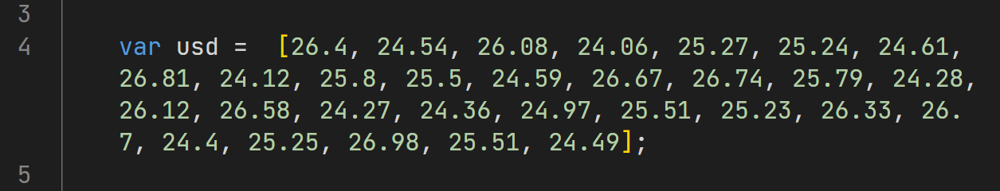 3
4 var usd =  [26.4, 24.54, 26.08, 24.06, 25.27, 25.24, 24.61,
26.81, 24.12, 25.8, 25.5, 24.59, 26.67, 26.74, 25.79, 24.28,
26.12, 26.58, 24.27, 24.36, 24.97, 25.51, 25.23, 26.33, 26.
7, 24.4, 25.25, 26.98, 25.51, 24.49];
5